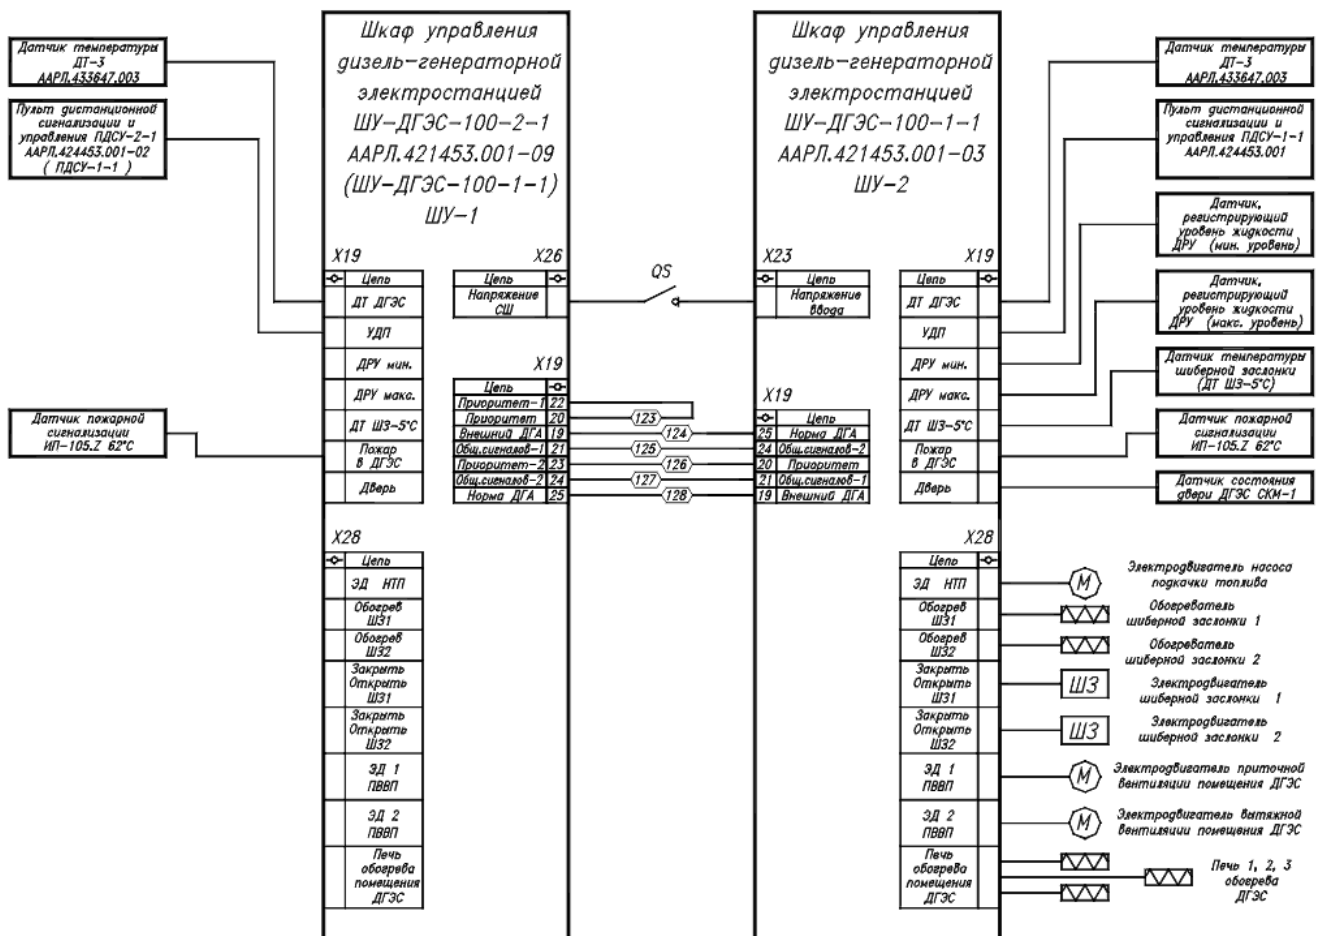 Датчик температуры
ДТ-3
ААРЛ.433647.003
Пульт дистанционной
сигнализации и
управления ПДСУ-2-1
ААРЛ.424453.001-02
( ПДСУ-1-1 )
Датчик пожарной
сигнализации
ИП-105.Z 62°С
Шкаф управления
дизель-генераторной
электростанцией
ШУ-ДГЭС-100-2-1
ААРЛ.421453.001-09
(ШУ-ДГЭС-100-1-1)
ШУ-1
X19
Цепь
ДТ ДГЭС
УДП
ДРУ мин.
ДРУ макс.
ДТ ШЗ-5°С
Пожар
в ДГЭС
Дверь
X28
Цепь
ЭД НТП
Обогрев
ШЗ1
Обогрев
ШЗ2
Закрыть
Открыть
ШЗ1
Закрыть
Открыть
ШЗ2
ЭД 1
ПВВП
ЭД 2
ПВВП
Печь
обогрева
помещения
ДГЭС
X26
Цепь
Напряжение
СШ
X19
Цепь
Приоритет-1 22
Приоритет 20
Внешний ДГА 19
Общ.сигналов-1 21
Приоритет-2 23
Общ.сигналов-2 24
Норма ДГА 25
QS
123
124
125
126
127
128
Шкаф управления
дизель-генераторной
электростанцией
ШУ-ДГЭС-100-1-1
ААРЛ.421453.001-03
ШУ-2
X23
Цепь
Напряжение
ввода
X19
Цепь
25 Норма ДГА
24 Общ.сигналов-2
20 Приоритет
21 Общ.сигналов-1
19 Внешний ДГА
X19
Цепь
ДТ ДГЭС
УДП
ДРУ мин.
ДРУ макс.
ДТ ШЗ-5°С
Пожар
в ДГЭС
Дверь
X28
Цепь
ЭД НТП
Обогрев
ШЗ1
Обогрев
ШЗ2
Закрыть
Открыть
ШЗ1
Закрыть
Открыть
ШЗ2
ЭД 1
ПВВП
ЭД 2
ПВВП
Печь
обогрева
помещения
ДГЭС
Датчик температуры
ДТ-3
ААРЛ.433647.003
Пульт дистанционной
сигнализации и
управления ПДСУ-1-1
ААРЛ.424453.001
Датчик,
регистрирующий
уровень жидкости
ДРУ (мин. уровень)
Датчик,
регистрирующий
уровень жидкости
ДРУ (макс. уровень)
Датчик температуры
шиберной заслонки
(ДТ ШЗ-5°С)
Датчик пожарной
сигнализации
ИП-105.Z 62°С
Датчик состояния
двери ДГЭС СКМ-1
М
Электродвигатель насоса
подкачки топлива
Обогреватель
шиберной заслонки 1
Обогреватель
шиберной заслонки 2
ШЗ
Электродвигатель
шиберной заслонки 1
ШЗ
Электродвигатель
шиберной заслонки 2
М
Электродвигатель приточной
вентиляции помещения ДГЭС
М
Электродвигатель вытяжной
вентиляции помещения ДГЭС
Печь 1, 2, 3
обогрева
ДГЭС